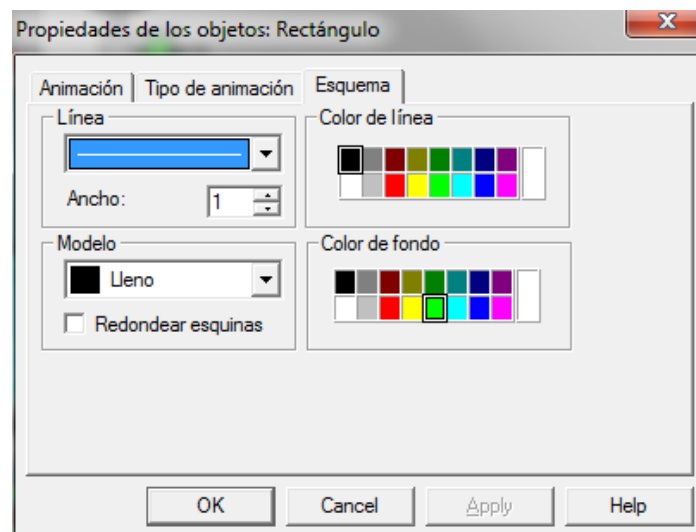 Propiedades de los objetos: Rectángulo
Animación Tipo de animación Esquema
Línea
Ancho: 1
Color de línea
Modelo
Lleno
Redondear esquinas
Color de fondo
OK Cancel Apply Help